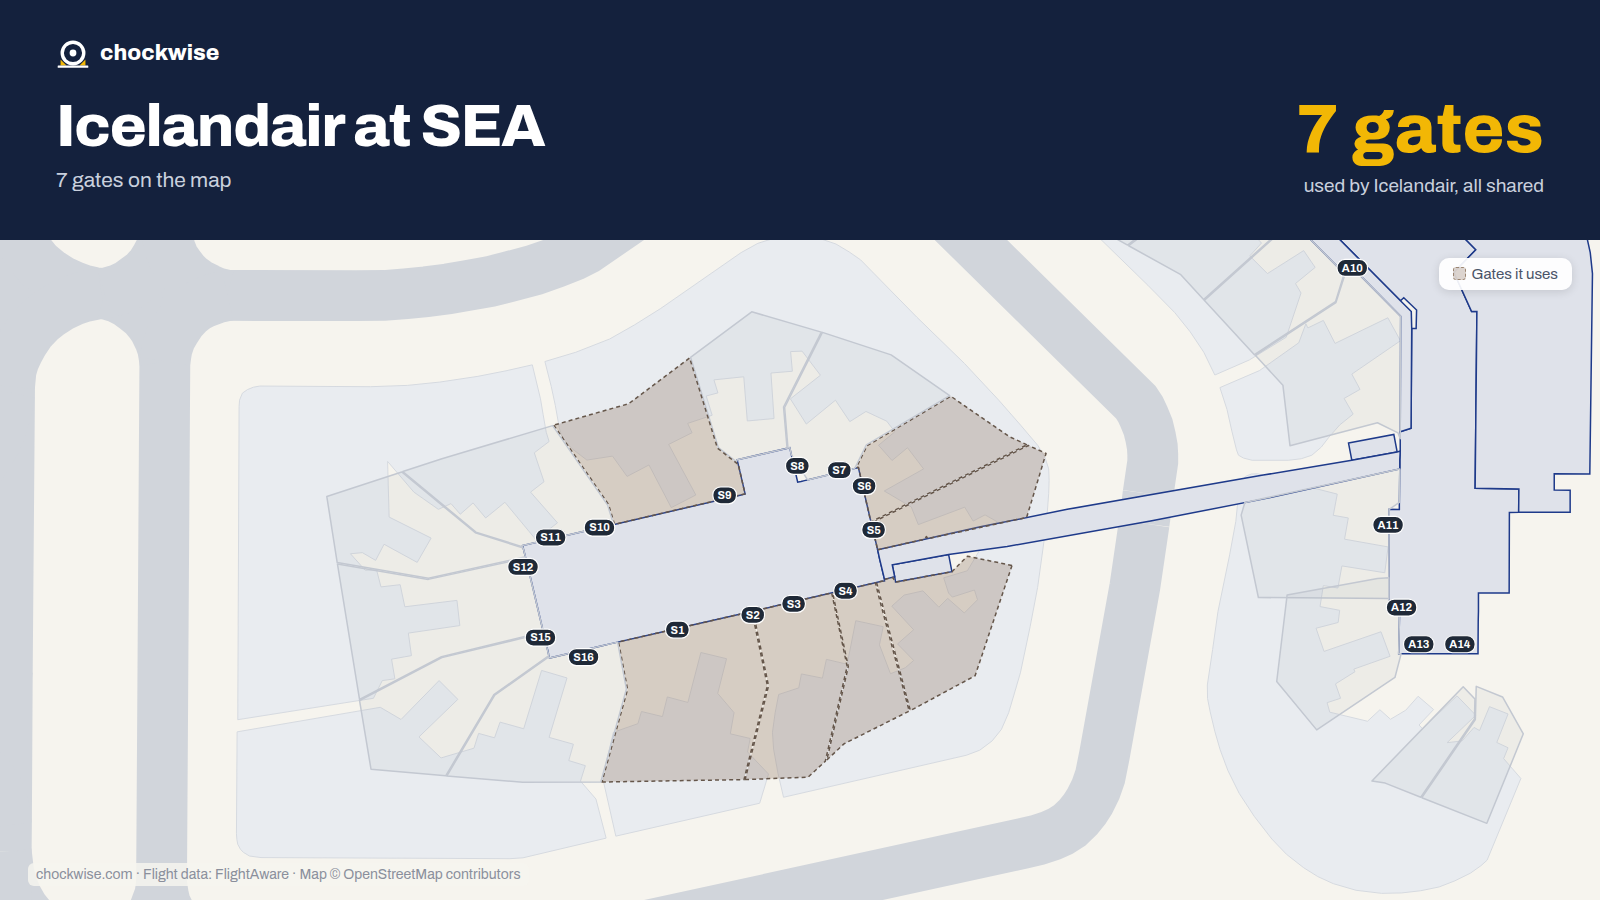 chockwise
Icelandair at SEA
7 gates on the map
7 gates
used by Icelandair, all shared
Gates it uses
A10
S8
S7
S6
S9
S5
S10
S11
S12
A11
S4
S3
S2
S1
S15
S16
A12
A13
A14
chockwise.com · Flight data: FlightAware · Map © OpenStreetMap contributors